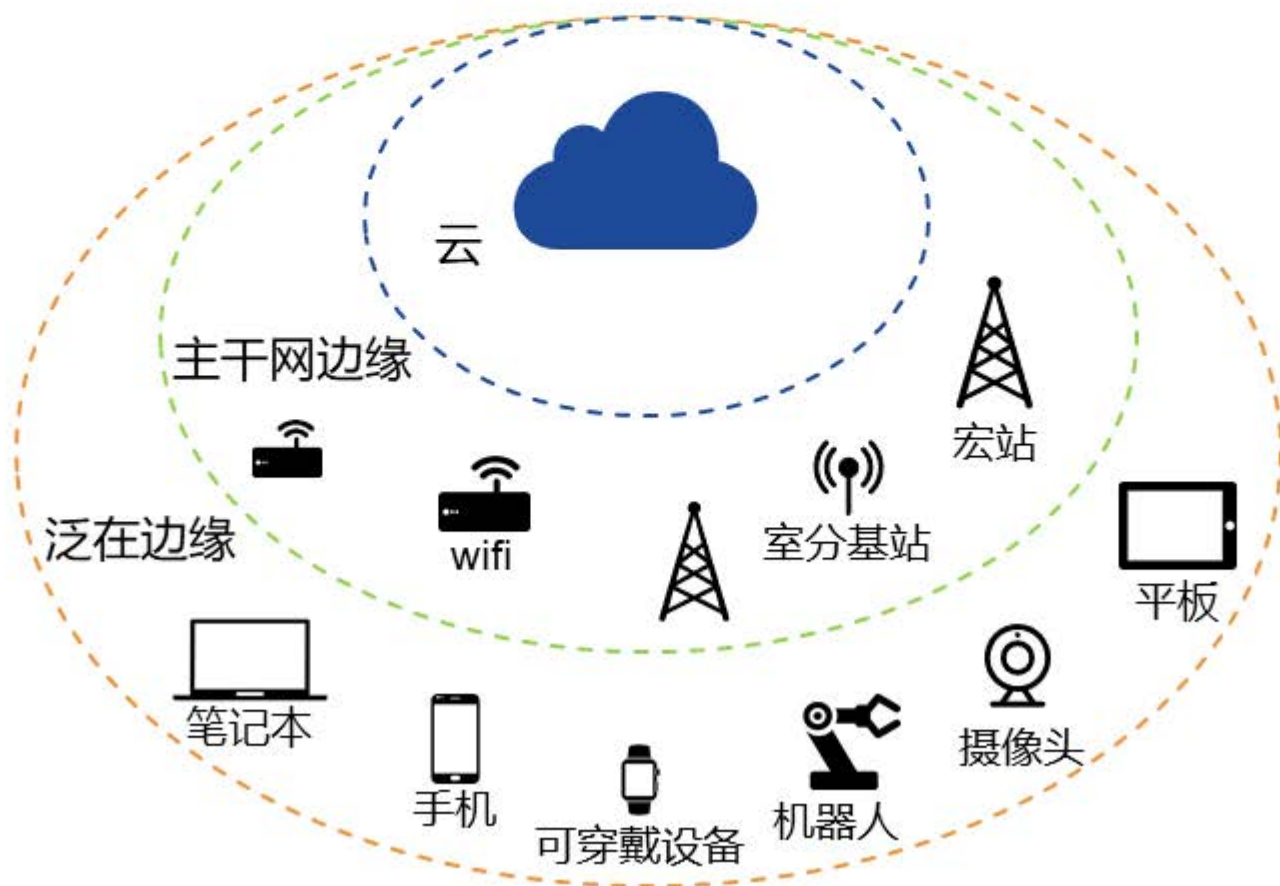 云
主干网边缘
宏站
泛在边缘
wifi
室分基站
平板
笔记本
摄像头
手机
可穿戴设备
机器人